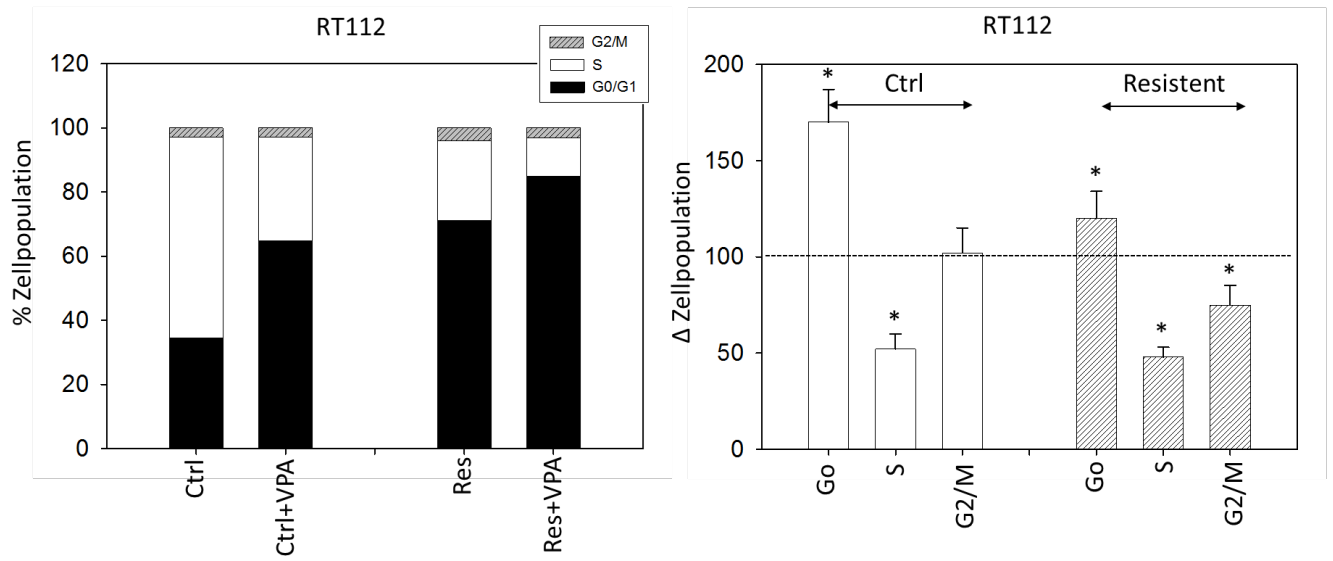 RT112
G2/M
S
G0/G1
120
100
80
60
40
20
0
% Zellpopulation
Ctrl
Ctrl+VPA
Res
Res+VPA
RT112
200
150
100
50
0
Δ Zellpopulation
Ctrl
Resistent
*
*
*
*
*
Go
S
G2/M
Go
S
G2/M